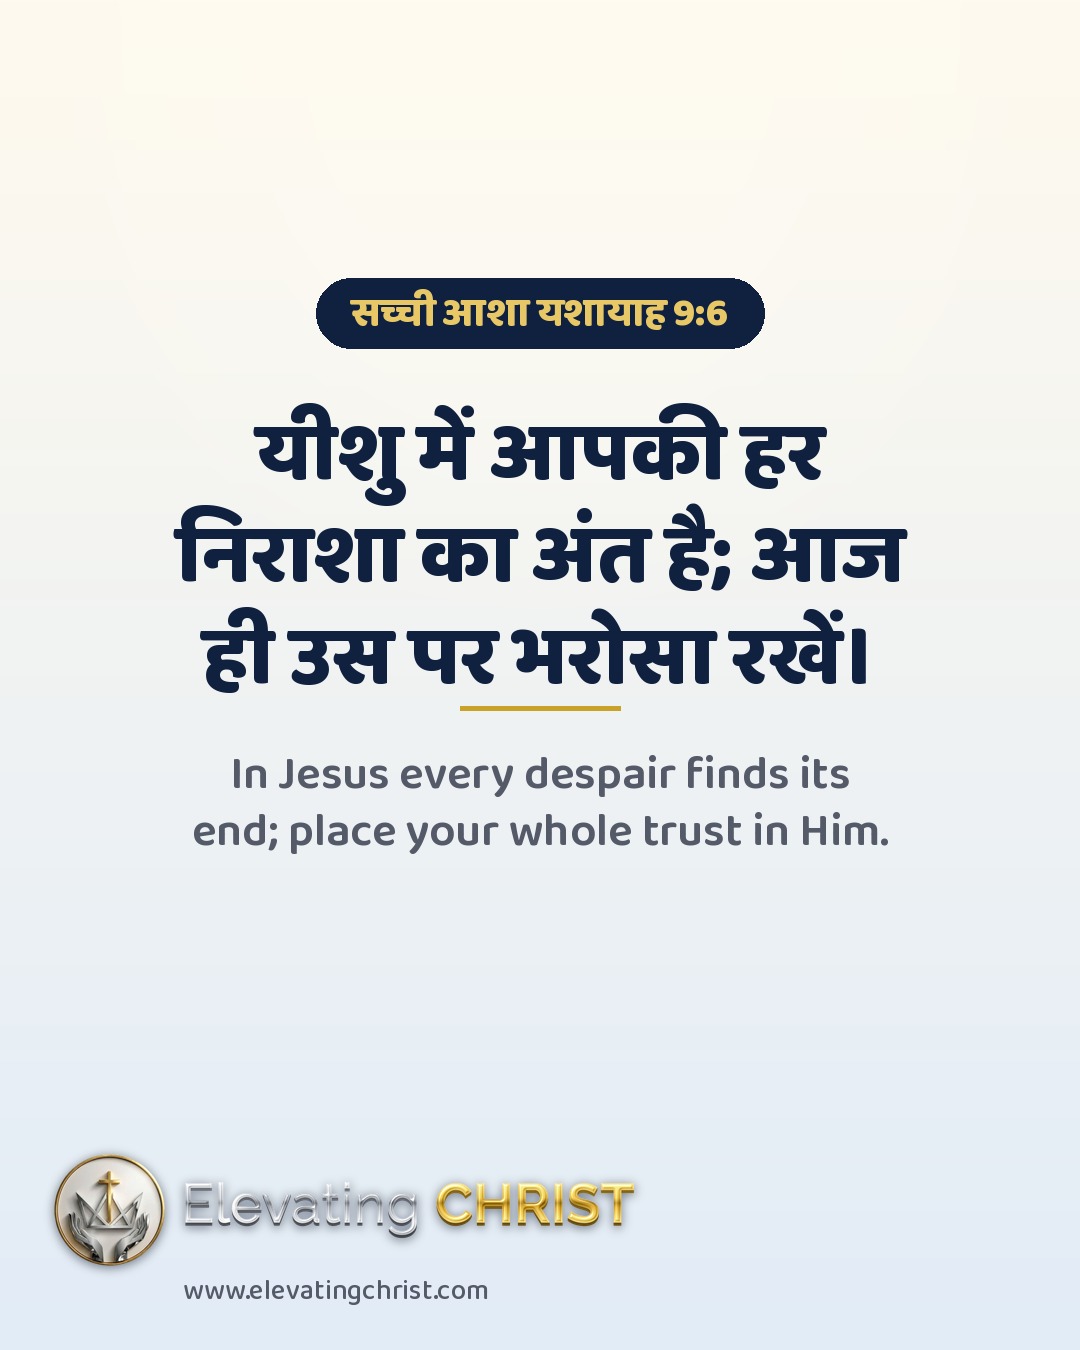 सच्ची आशा यशायाह 9:6
यीशु में आपकी हर
निराशा का अंत है; आज
ही उस पर भरोसा रखें।
In Jesus every despair finds its
end; place your whole trust in Him.
Elevating CHRIST
www.elevatingchrist.com